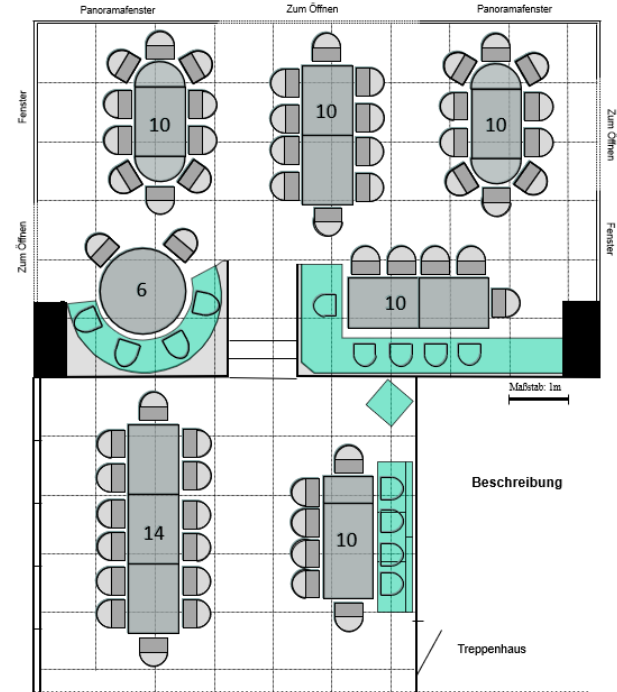 Panoramafenster
Zum Öffnen
Panoramafenster
Fenster
Zum Öffnen
10
10
10
Zum Öffnen
Fenster
6
10
Maßstab: 1m
14
10
Beschreibung
Treppenhaus